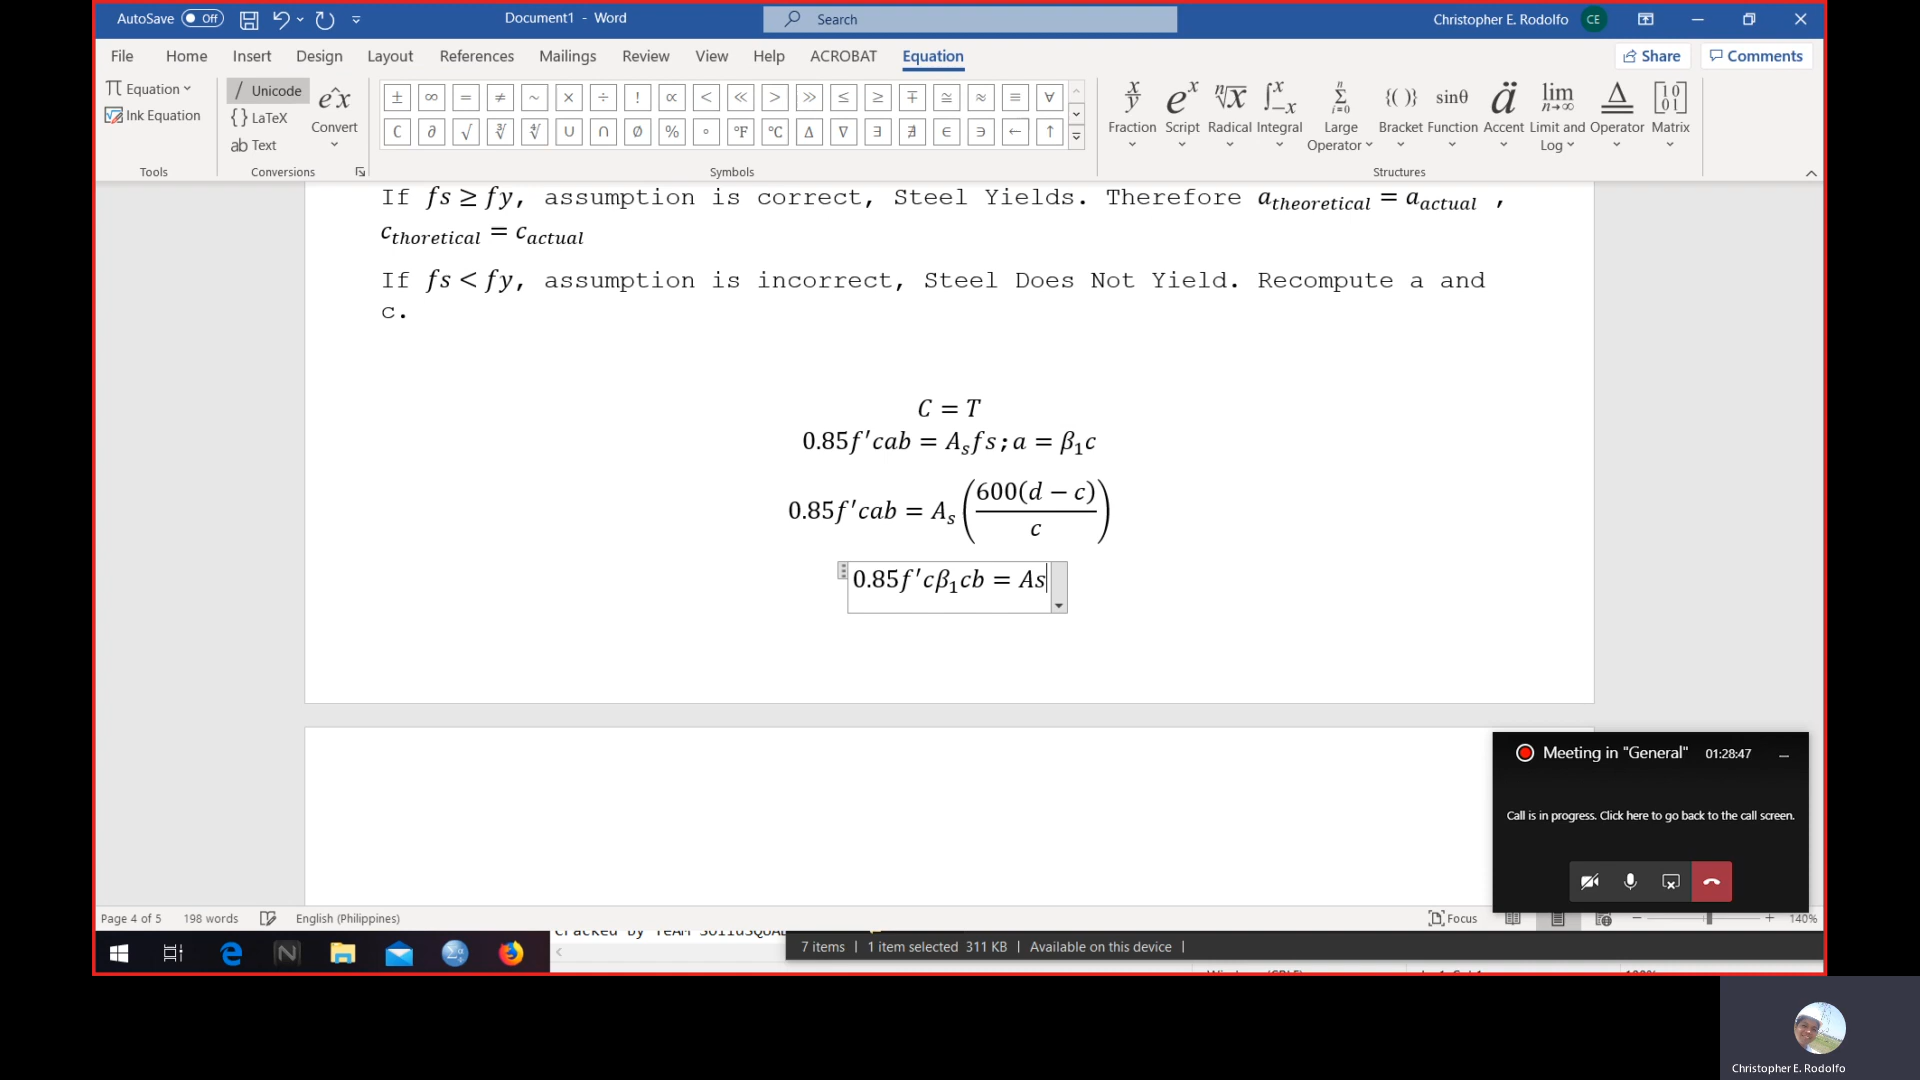 AutoSave Off Document1 - Word Search Christopher E. Rodolfo CE
File Home Insert Design Layout References Mailings Review View Help ACROBAT Equation Share Comments
π Equation / Unicode eˣ ± ∞ = ≠ ~ × ÷ ! ∝ < ≪ > ≫ ≤ ≥ ∓ ≅ ≈ ≡ ∀
Ink Equation {} LaTeX Convert ∁ ∂ √ ∛ ∜ ∪ ∩ ∅ % ° °F °C ∆ ∇ ∃ ∄ ∈ ∋ ← ↑
ab Text
Fraction Script Radical Integral Large Operator Bracket Function Accent Limit and Log Operator Matrix
Tools Conversions Symbols Structures
If fs ≥ fy, assumption is correct, Steel Yields. Therefore a_theoretical = a_actual ,
c_thoretical = c_actual
If fs < fy, assumption is incorrect, Steel Does Not Yield. Recompute a and
c.
C = T
0.85f′cab = A_s fs; a = β₁c
0.85f′cab = A_s (600(d − c)/c)
0.85f′cβ₁cb = As
Meeting in "General" 01:28:47
Call is in progress. Click here to go back to the call screen.
Page 4 of 5 198 words English (Philippines) Focus 140%
7 items 1 item selected 311 KB Available on this device
Christopher E. Rodolfo